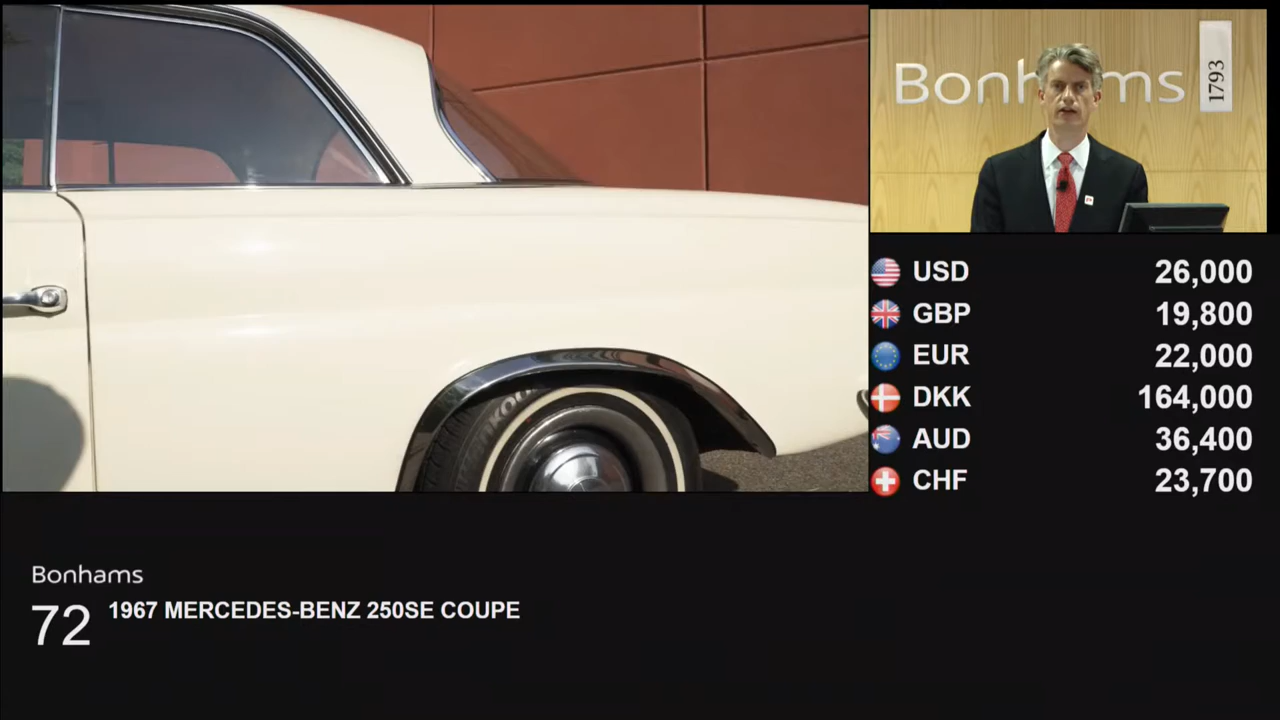 Bonhams
1793
USD 26,000
GBP 19,800
EUR 22,000
DKK 164,000
AUD 36,400
CHF 23,700
Bonhams
72 1967 MERCEDES-BENZ 250SE COUPE